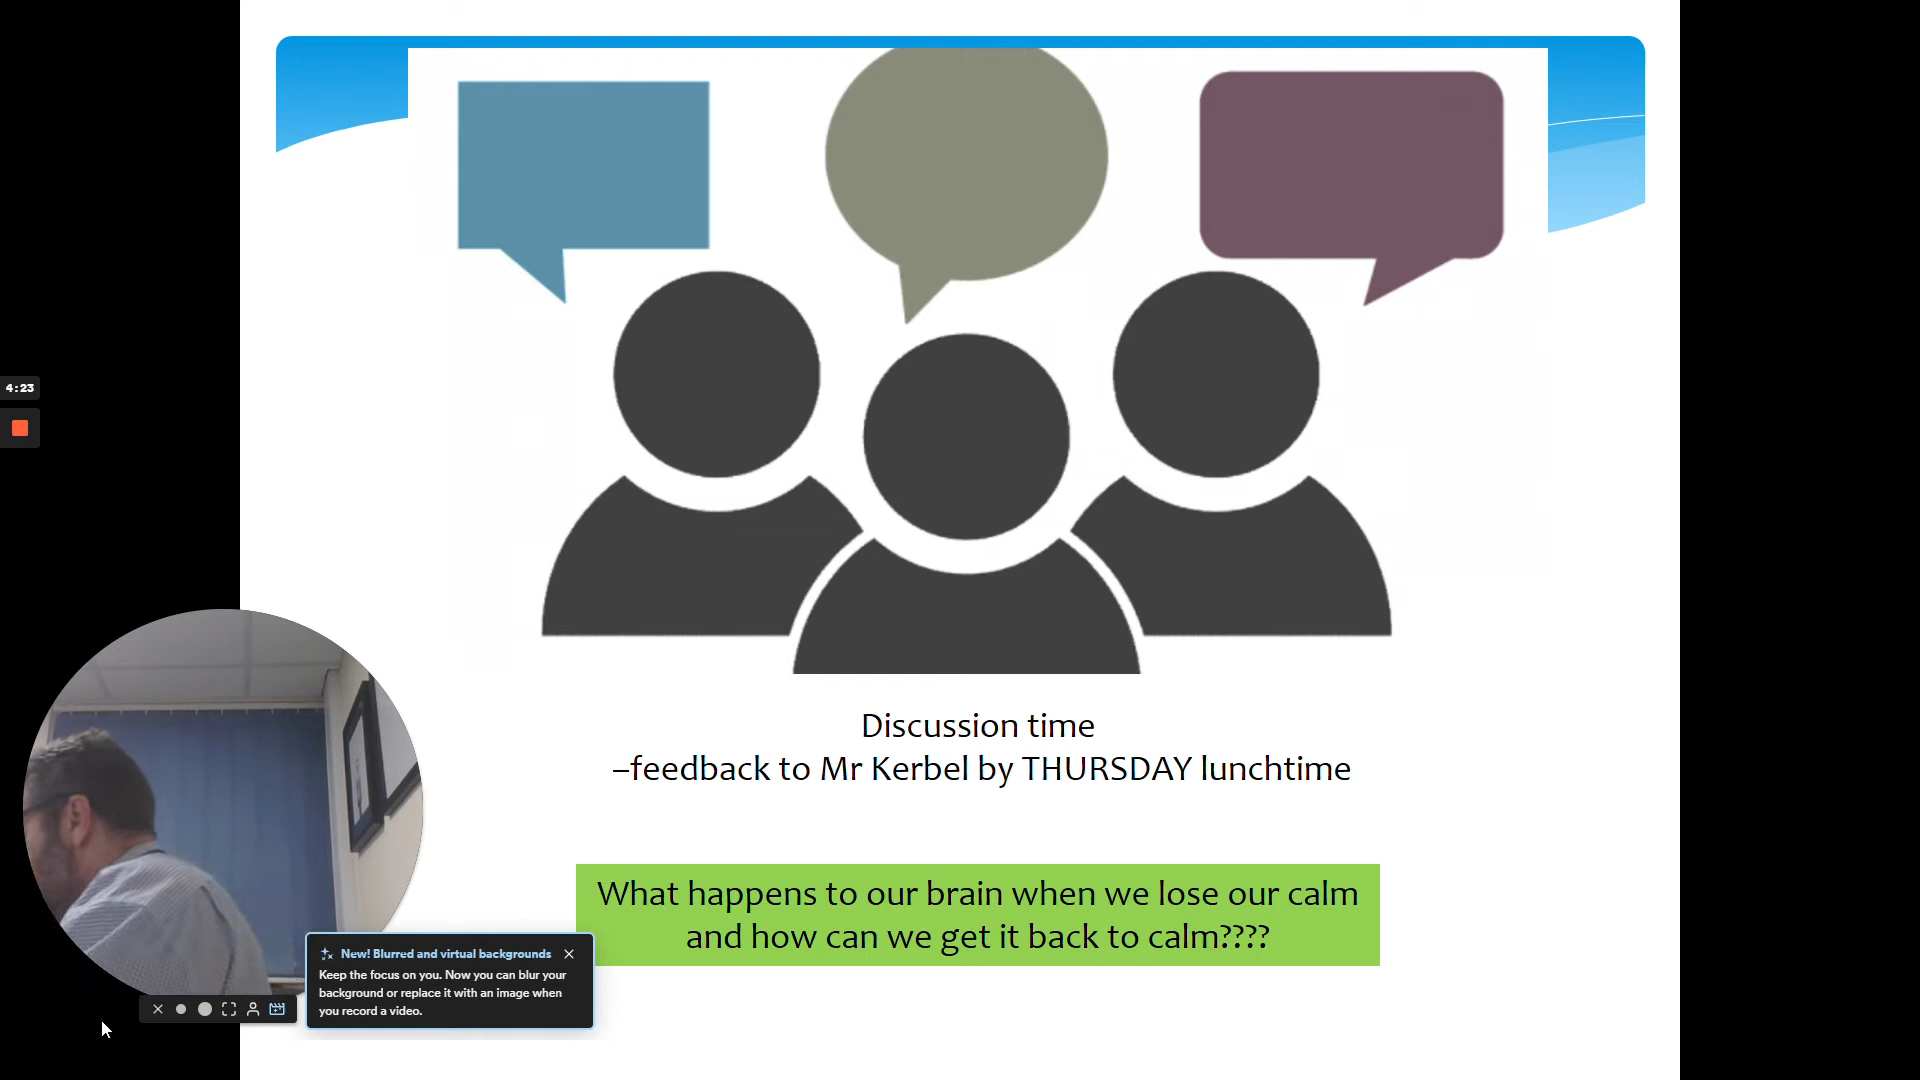 4:23
Discussion time
–feedback to Mr Kerbel by THURSDAY lunchtime
What happens to our brain when we lose our calm
and how can we get it back to calm????
New! Blurred and virtual backgrounds
Keep the focus on you. Now you can blur your
background or replace it with an image when
you record a video.